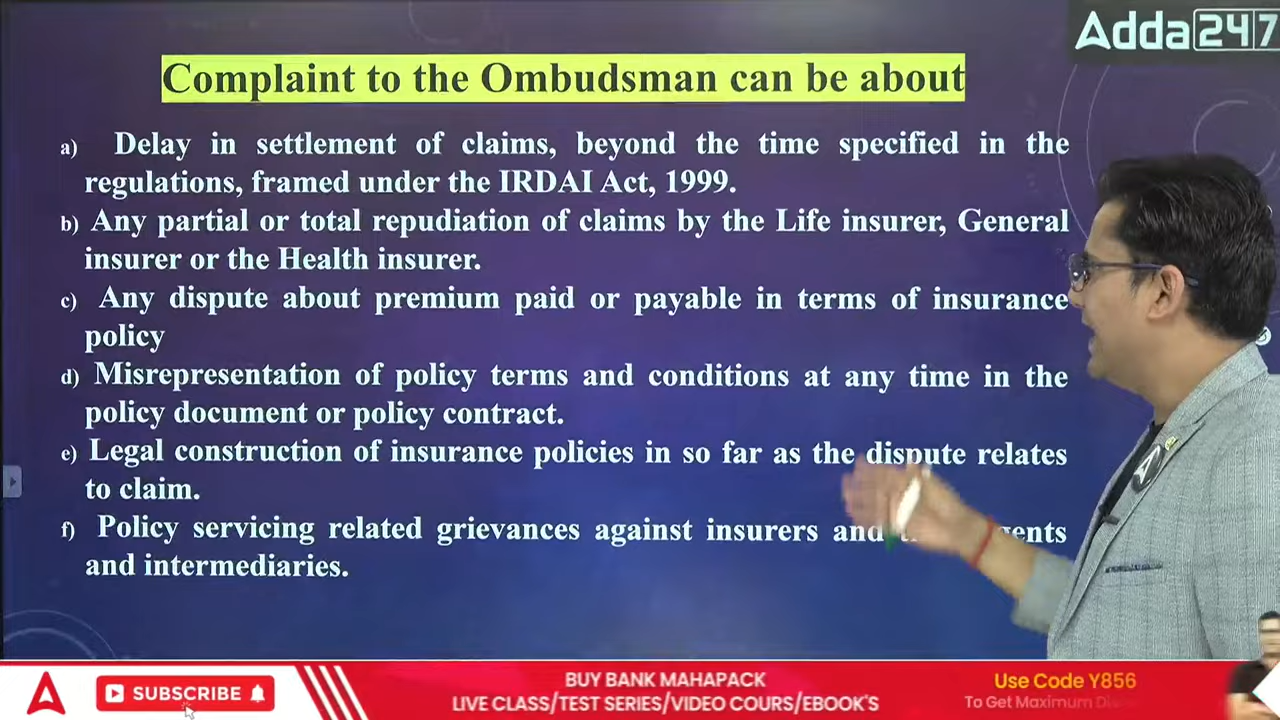 Adda247
Complaint to the Ombudsman can be about
a) Delay in settlement of claims, beyond the time specified in the
regulations, framed under the IRDAI Act, 1999.
b) Any partial or total repudiation of claims by the Life insurer, General
insurer or the Health insurer.
c) Any dispute about premium paid or payable in terms of insurance
policy
d) Misrepresentation of policy terms and conditions at any time in the
policy document or policy contract.
e) Legal construction of insurance policies in so far as the dispute relates
to claim.
f) Policy servicing related grievances against insurers and
and intermediaries.
SUBSCRIBE
BUY BANK MAHAPACK
LIVE CLASS/TEST SERIES/VIDEO COURS/EBOOK'S
Use Code Y856
To Get Maximum